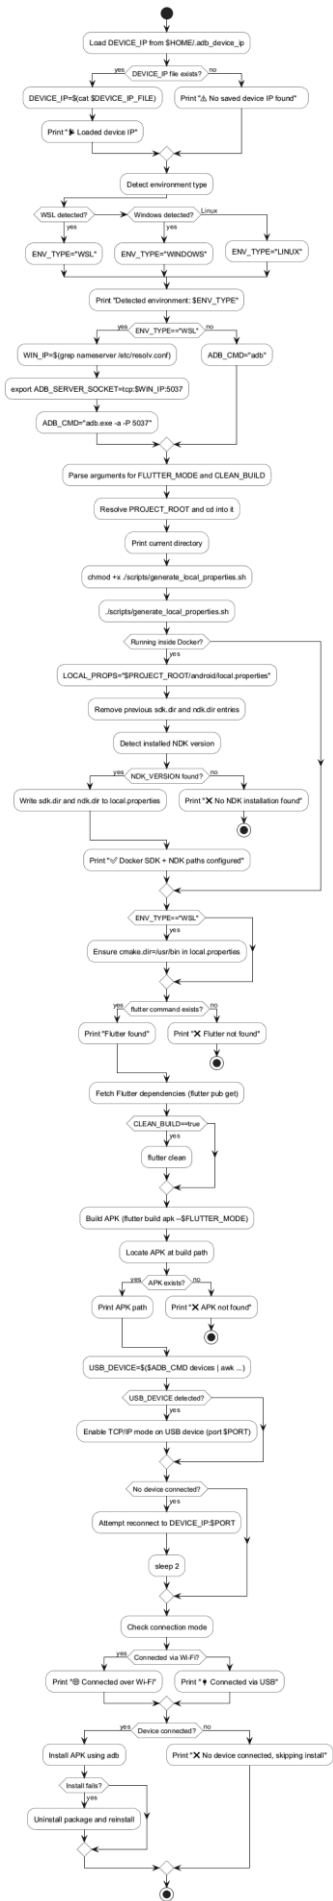 Load DEVICE_IP from $HOME/.adb_device_ip
yes
DEVICE_IP file exists?
no
DEVICE_IP=$(cat $DEVICE_IP_FILE)
Print "⚠ No saved device IP found"
Print " Loaded device IP"
Detect environment type
WSL detected?
Windows detected?
Linux
yes
yes
ENV_TYPE="WSL"
ENV_TYPE="WINDOWS"
ENV_TYPE="LINUX"
Print "Detected environment: $ENV_TYPE"
yes
ENV_TYPE=="WSL"
no
WIN_IP=$(grep nameserver /etc/resolv.conf)
ADB_CMD="adb"
export ADB_SERVER_SOCKET=tcp:$WIN_IP:5037
ADB_CMD="adb.exe -a -P 5037"
Parse arguments for FLUTTER_MODE and CLEAN_BUILD
Resolve PROJECT_ROOT and cd into it
Print current directory
chmod +x ./scripts/generate_local_properties.sh
./scripts/generate_local_properties.sh
Running inside Docker?
yes
LOCAL_PROPS="$PROJECT_ROOT/android/local.properties"
Remove previous sdk.dir and ndk.dir entries
Detect installed NDK version
yes
NDK_VERSION found?
no
Write sdk.dir and ndk.dir to local.properties
Print "❌ No NDK installation found"
Print "✅ Docker SDK + NDK paths configured"
ENV_TYPE=="WSL"
yes
Ensure cmake.dir=/usr/bin in local.properties
yes
flutter command exists?
no
Print "Flutter found"
Print "❌ Flutter not found"
Fetch Flutter dependencies (flutter pub get)
CLEAN_BUILD==true
yes
flutter clean
Build APK (flutter build apk --$FLUTTER_MODE)
Locate APK at build path
yes
APK exists?
no
Print APK path
Print "❌ APK not found"
USB_DEVICE=$($ADB_CMD devices | awk ...)
USB_DEVICE detected?
yes
Enable TCP/IP mode on USB device (port $PORT)
No device connected?
yes
Attempt reconnect to DEVICE_IP:$PORT
sleep 2
Check connection mode
yes
Connected via Wi-Fi?
no
Print "🌐 Connected over Wi-Fi"
Print "🔌 Connected via USB"
yes
Device connected?
no
Install APK using adb
Print "❌ No device connected, skipping install"
Install fails?
yes
Uninstall package and reinstall